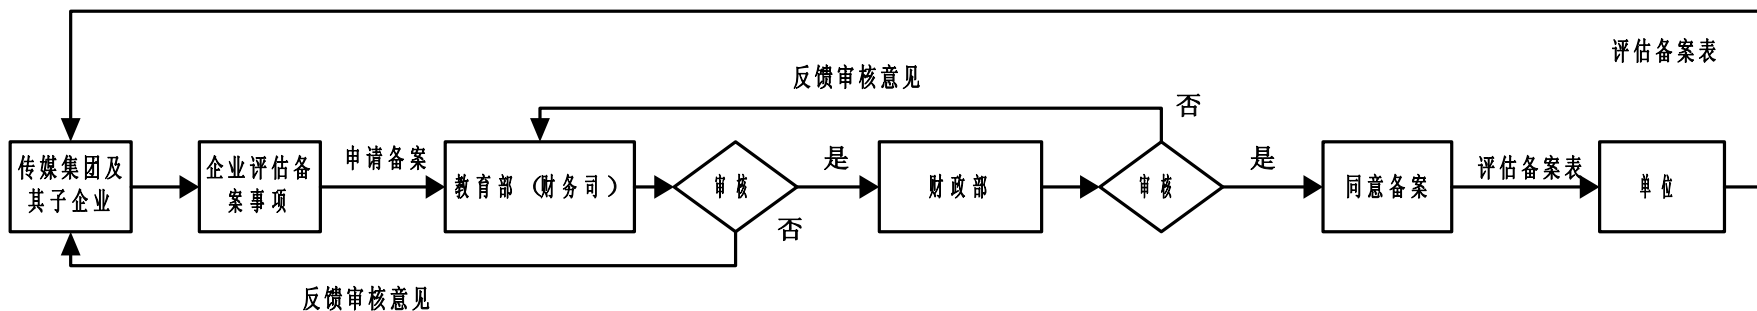 评估备案表
反馈审核意见
否
传媒集团及
其子企业
企业评估备
案事项
申请备案
教育部（财务司）
审核
是
否
财政部
审核
是
同意备案
评估备案表
单位
反馈审核意见